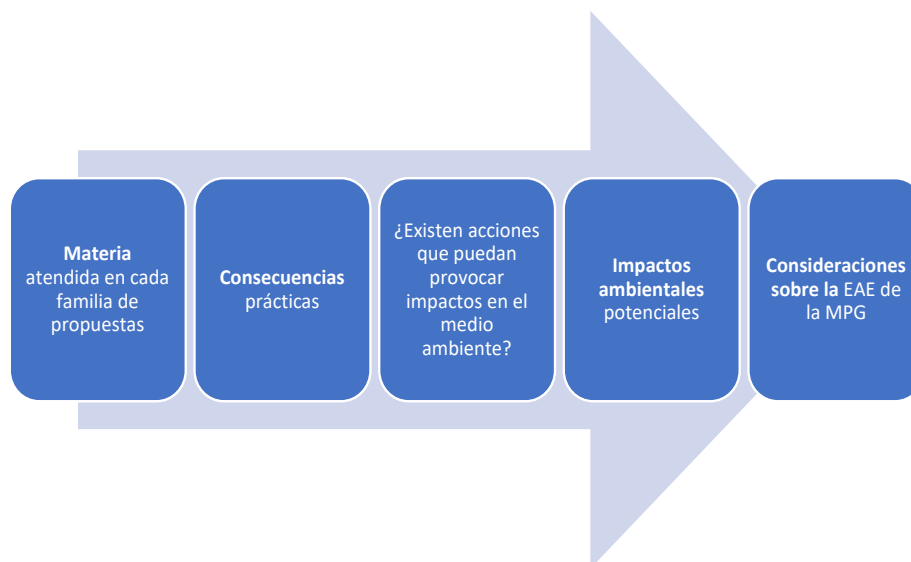 Materia
atendida en cada
familia de
propuestas
Consecuencias
prácticas
¿Existen acciones
que puedan
provocar
impactos en el
medio
ambiente?
Impactos
ambientales
potenciales
Consideraciones
sobre la EAE de
la MPG